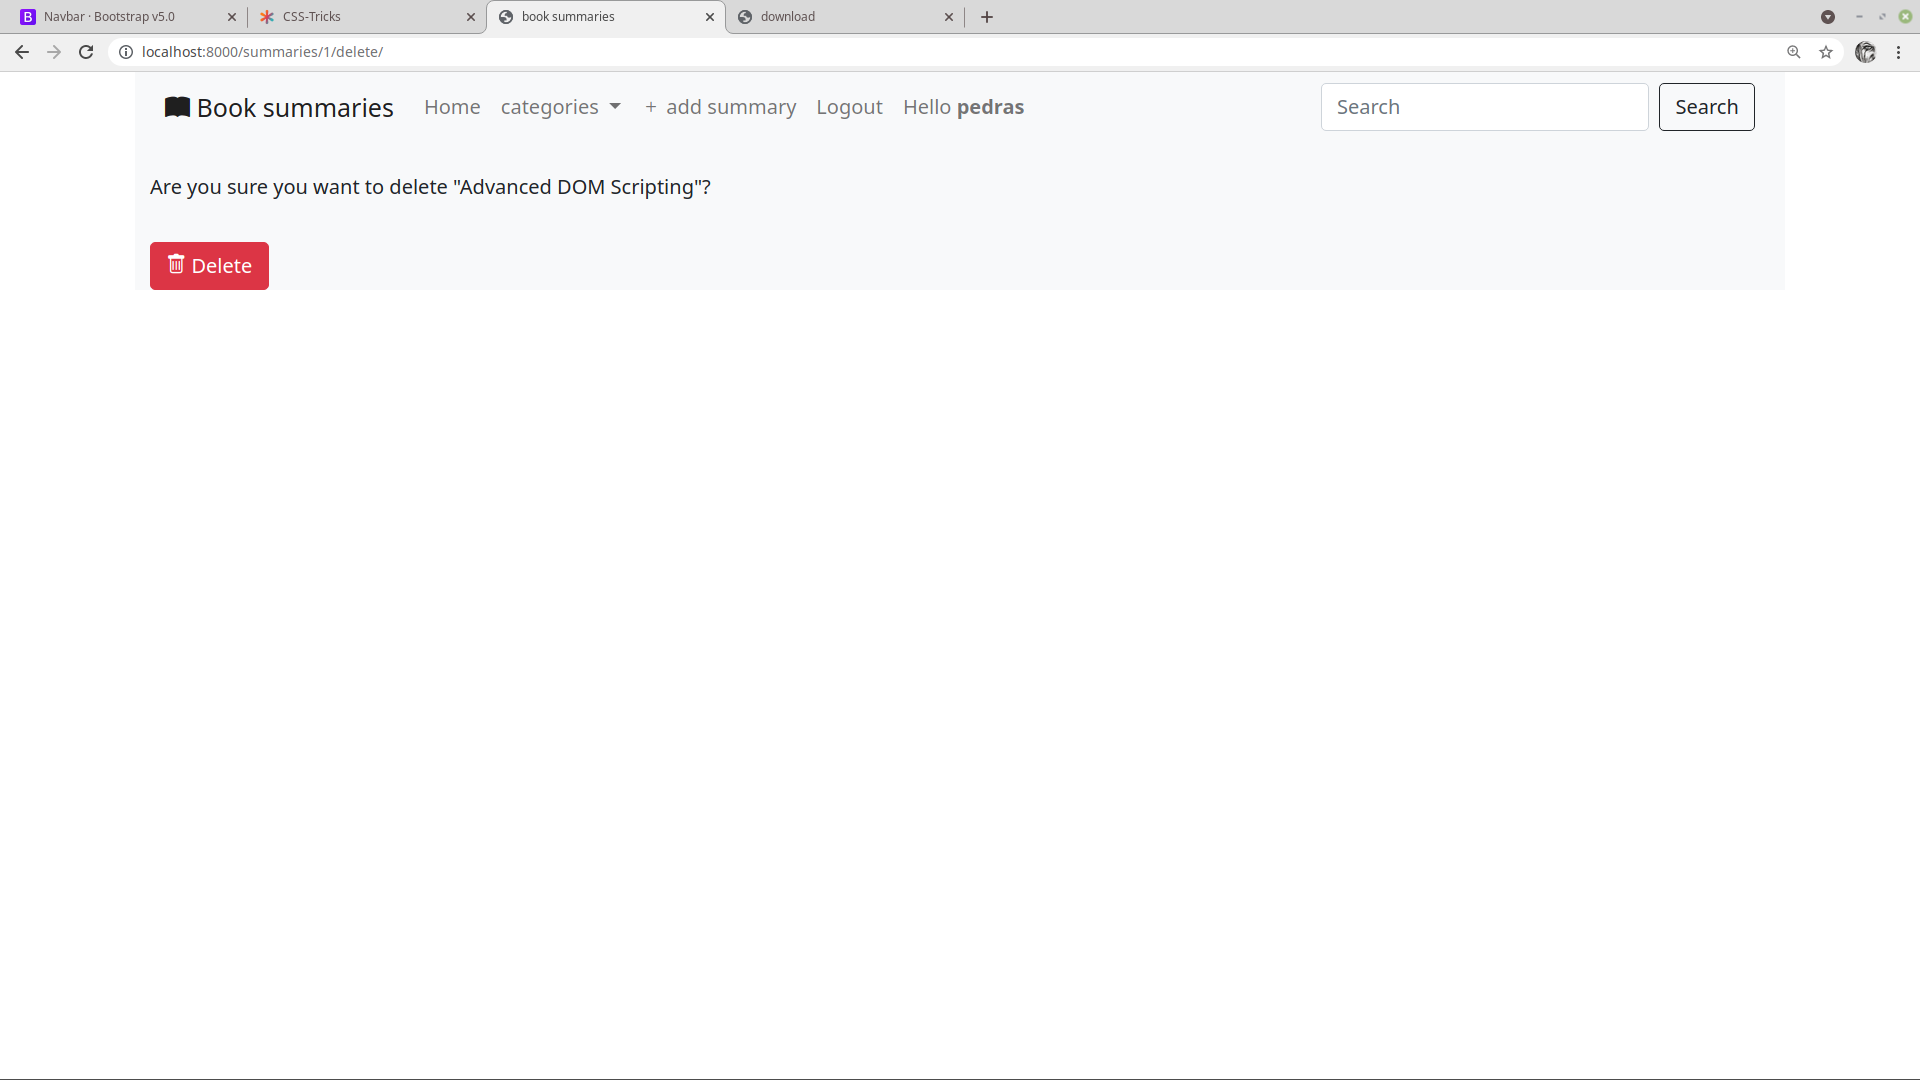 Navbar · Bootstrap v5.0
CSS-Tricks
book summaries
download
localhost:8000/summaries/1/delete/
Book summaries
Home
categories
+ add summary
Logout
Hello pedras
Search
Search
Are you sure you want to delete "Advanced DOM Scripting"?
Delete